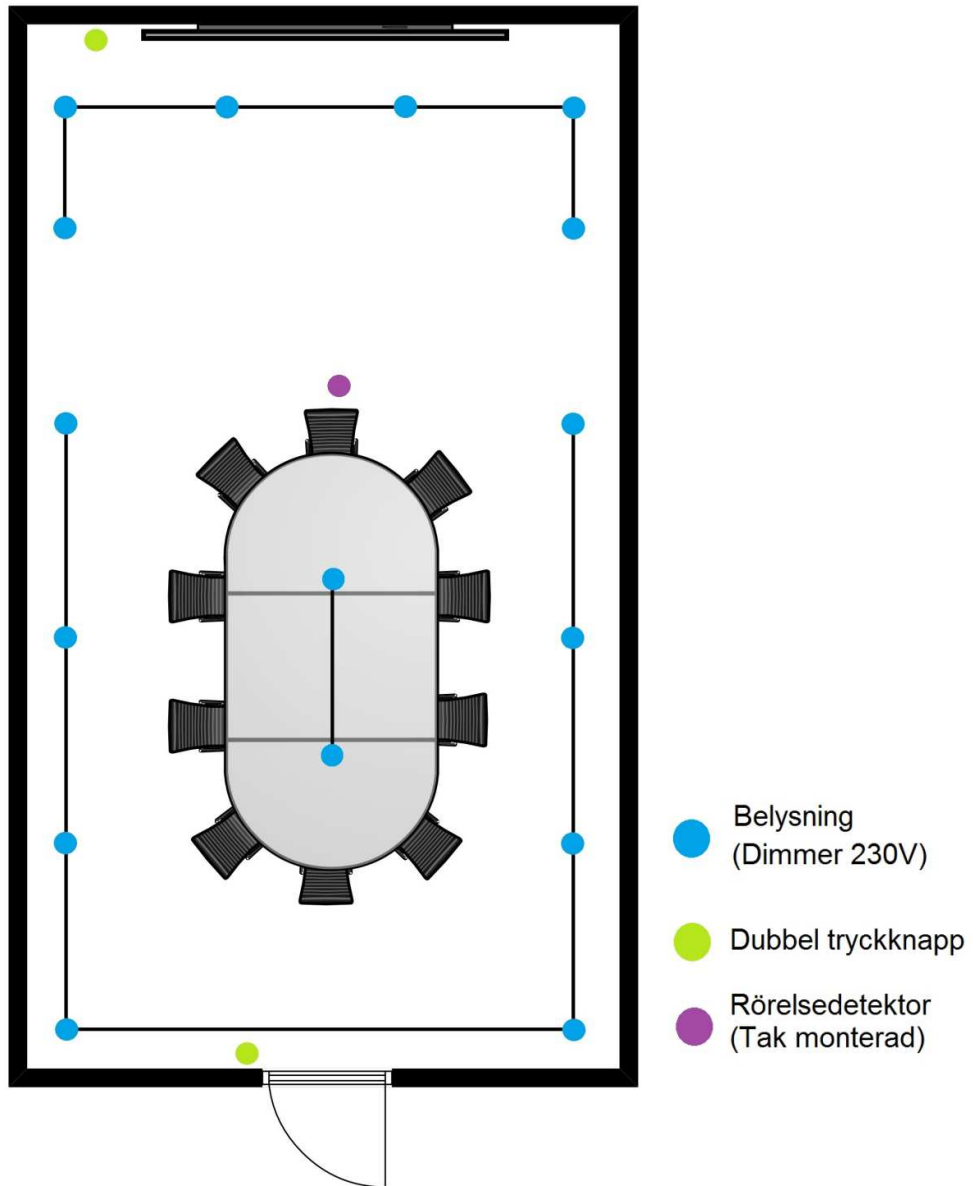 Belysning
(Dimmer 230V)
Dubbel tryckknapp
Rörelsedetektor
(Tak monterad)